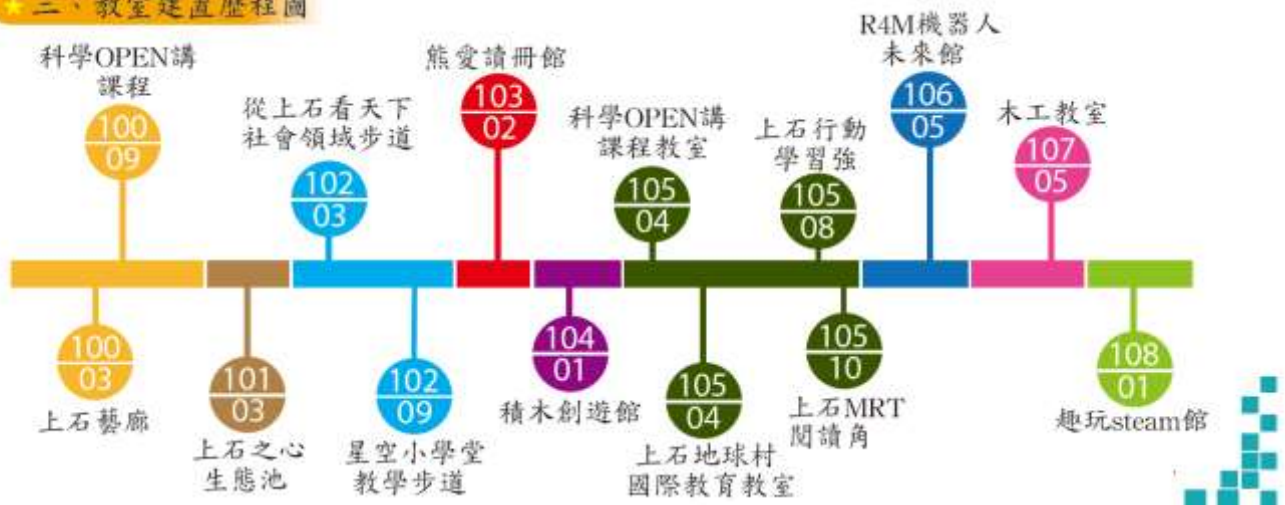 三、教室建置歷程圖
科學OPEN講
課程
100
09
上石藝廊
100
03
上石之心
生態池
101
03
從上石看天下
社會領域步道
102
03
星空小學堂
教學步道
102
09
熊愛讀冊館
103
02
積木創遊館
104
01
科學OPEN講
課程教室
105
04
上石地球村
國際教育教室
105
04
上石行動
學習強
105
08
上石MRT
閱讀角
105
10
R4M機器人
未來館
106
05
木工教室
107
05
趣玩steam館
108
01